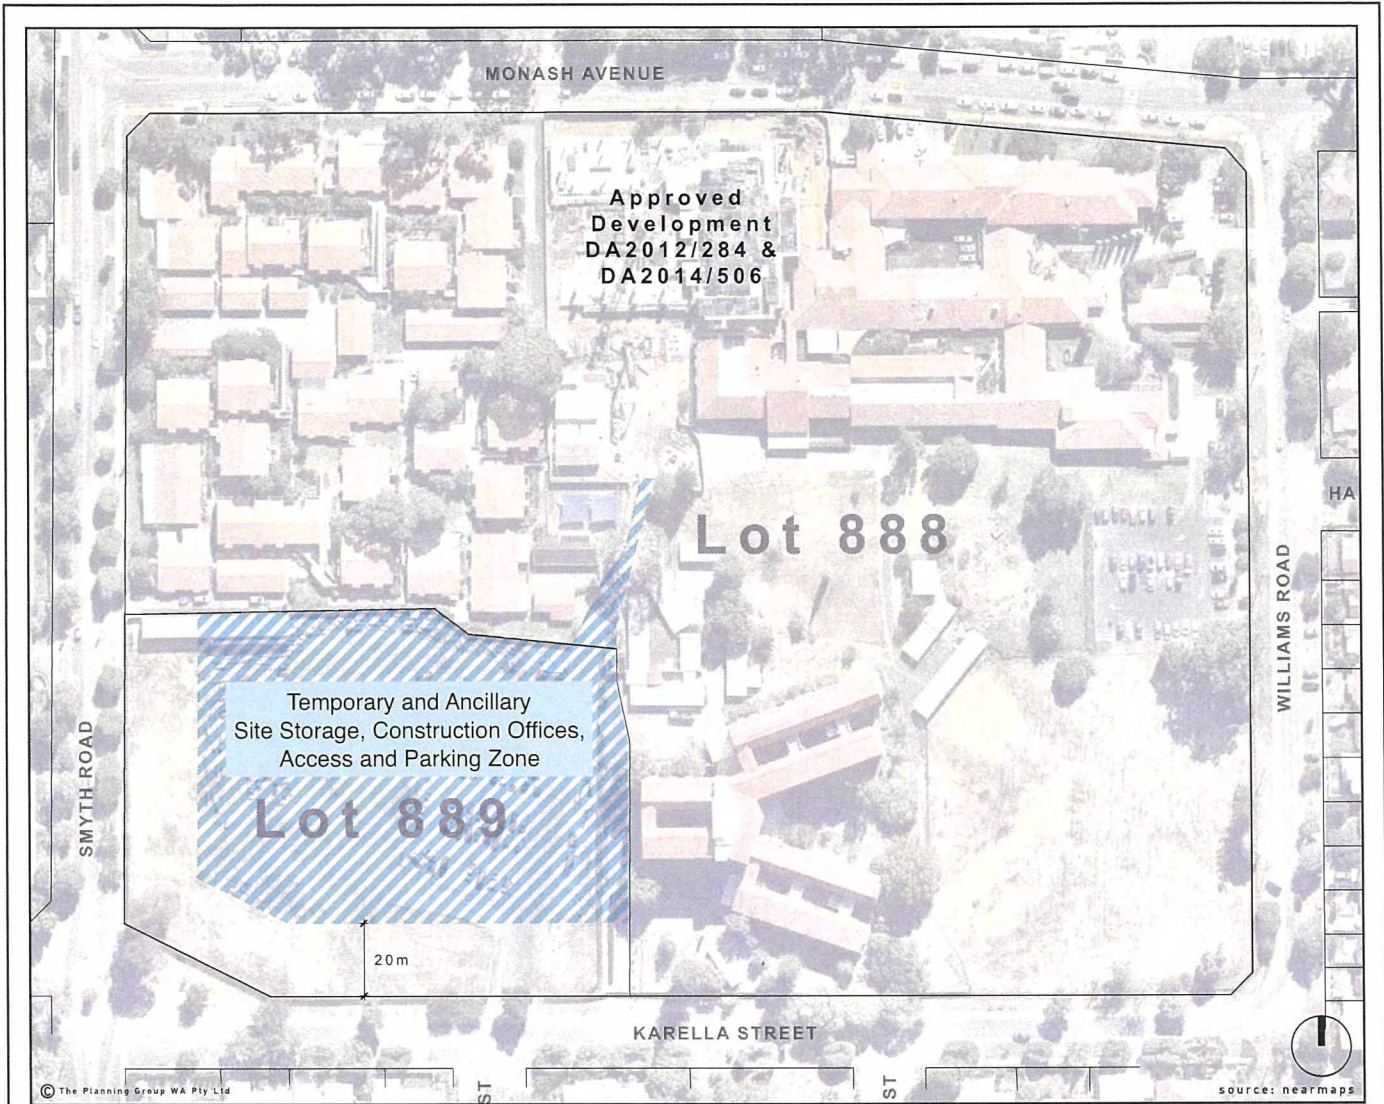 MONASH AVENUE
Approved
Development
DA2012/284 &
DA2014/506
Lot 888
HA
WILLIAMS ROAD
Temporary and Ancillary
Site Storage, Construction Offices,
Access and Parking Zone
Lot 889
SMYTH ROAD
20m
KARELLA STREET
© The Planning Group WA Pty Ltd
ST
ST
source: nearmaps